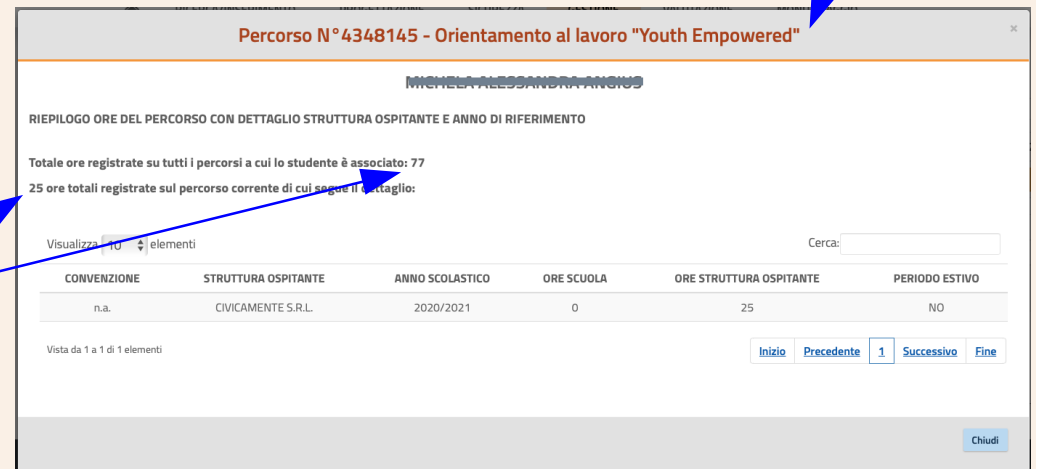 Percorso N°4348145 - Orientamento al lavoro "Youth Empowered"
×
RIEPILOGO ORE DEL PERCORSO CON DETTAGLIO STRUTTURA OSPITANTE E ANNO DI RIFERIMENTO
Totale ore registrate su tutti i percorsi a cui lo studente è associato: 77
25 ore totali registrate sul percorso corrente di cui segue il dettaglio:
Visualizza 10 elementi
Cerca:
CONVENZIONE STRUTTURA OSPITANTE ANNO SCOLASTICO ORE SCUOLA ORE STRUTTURA OSPITANTE PERIODO ESTIVO
n.a. CIVICAMENTE S.R.L. 2020/2021 0 25 NO
Vista da 1 a 1 di 1 elementi
Inizio Precedente 1 Successivo Fine
Chiudi